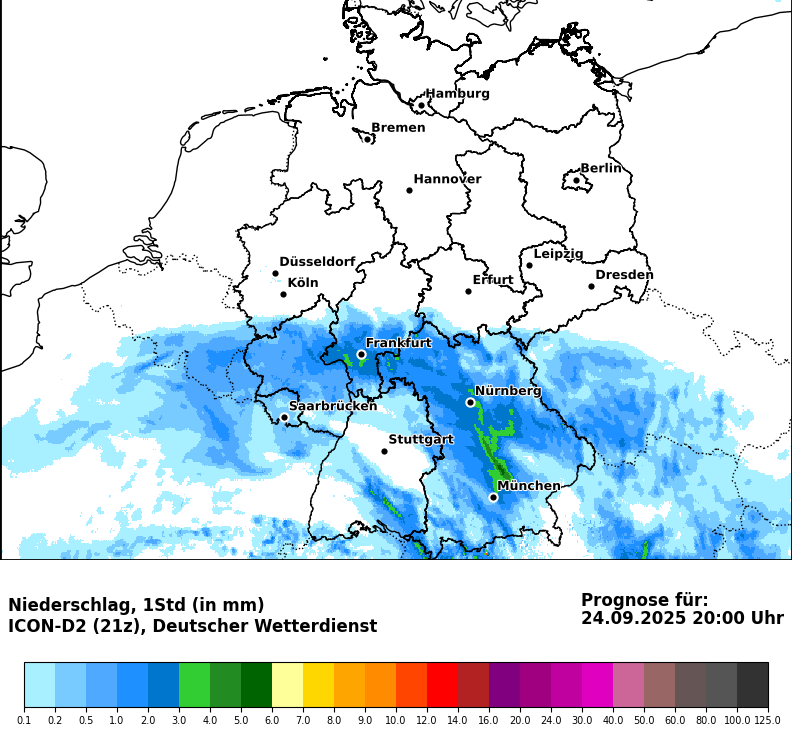 Hamburg
Bremen
Berlin
Hannover
Leipzig
Düsseldorf
Dresden
Köln
Erfurt
Frankfurt
Nürnberg
Saarbrücken
Stuttgart
München
Niederschlag, 1Std (in mm)
ICON-D2 (21z), Deutscher Wetterdienst
Prognose für:
24.09.2025 20:00 Uhr
0.1 0.2 0.5 1.0 2.0 3.0 4.0 5.0 6.0 7.0 8.0 9.0 10.0 12.0 14.0 16.0 20.0 24.0 30.0 40.0 50.0 60.0 80.0 100.0 125.0